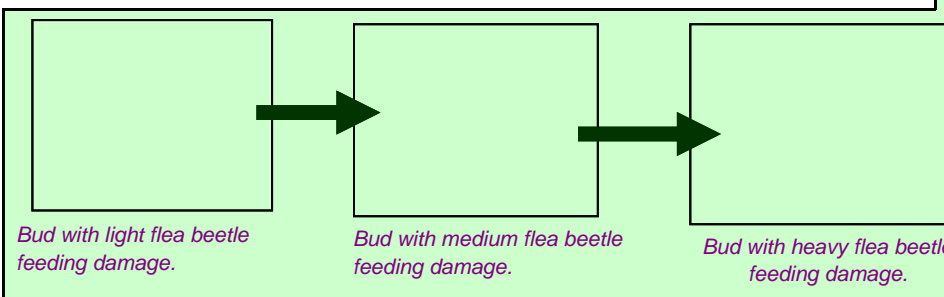 Bud with light flea beetle
feeding damage.
Bud with medium flea beetle
feeding damage.
Bud with heavy flea beetle
feeding damage.